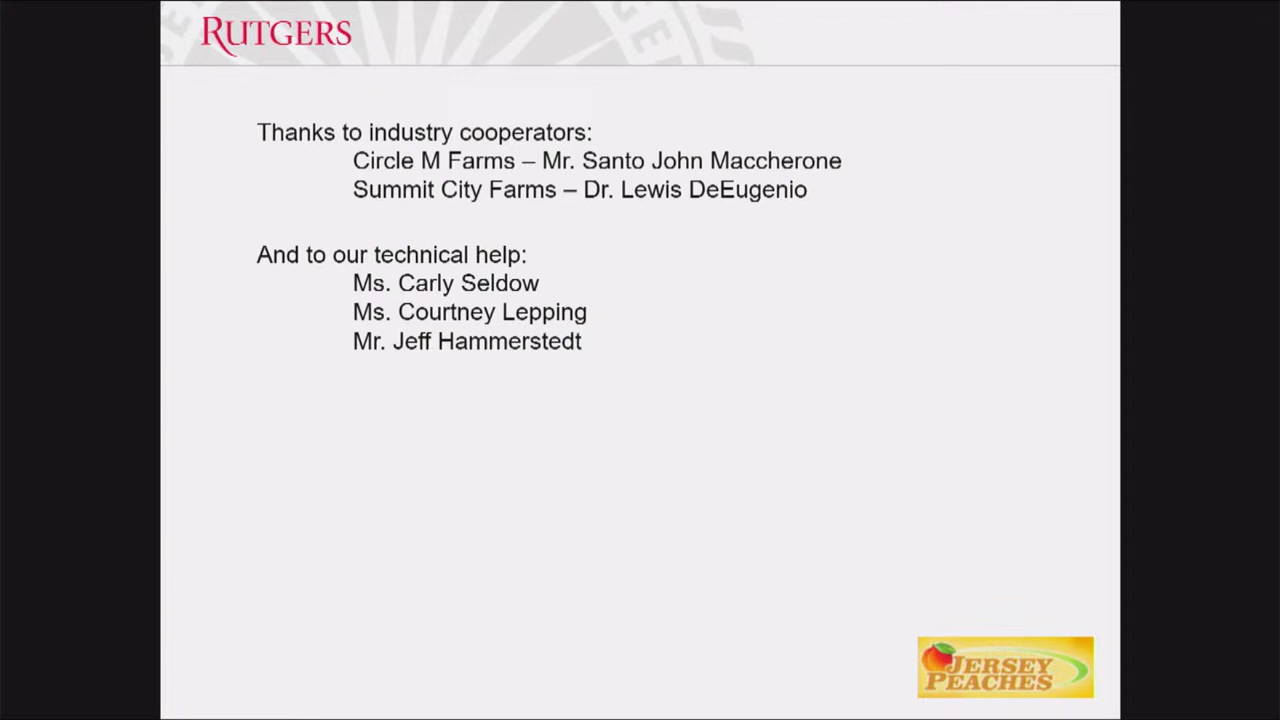 RUTGERS
Thanks to industry cooperators:
Circle M Farms – Mr. Santo John Maccherone
Summit City Farms – Dr. Lewis DeEugenio
And to our technical help:
Ms. Carly Seldow
Ms. Courtney Lepping
Mr. Jeff Hammerstedt
JERSEY
PEACHES